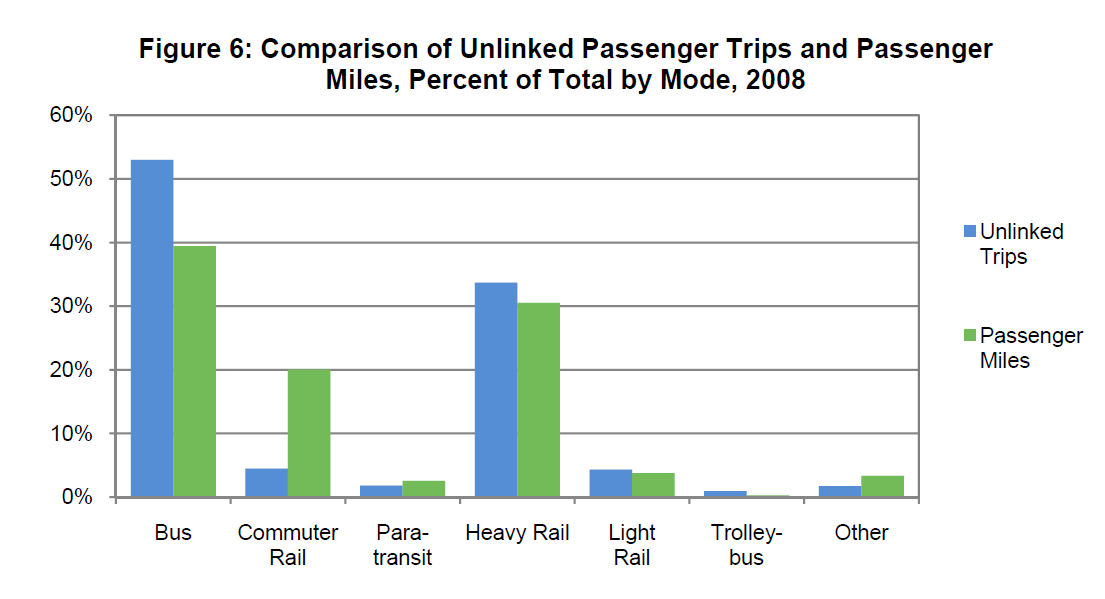 Figure 6: Comparison of Unlinked Passenger Trips and Passenger
Miles, Percent of Total by Mode, 2008
60%
50%
40%
30%
20%
10%
0%
Bus
Commuter
Rail
Para-
transit
Heavy Rail
Light
Rail
Trolley-
bus
Other
Unlinked
Trips
Passenger
Miles